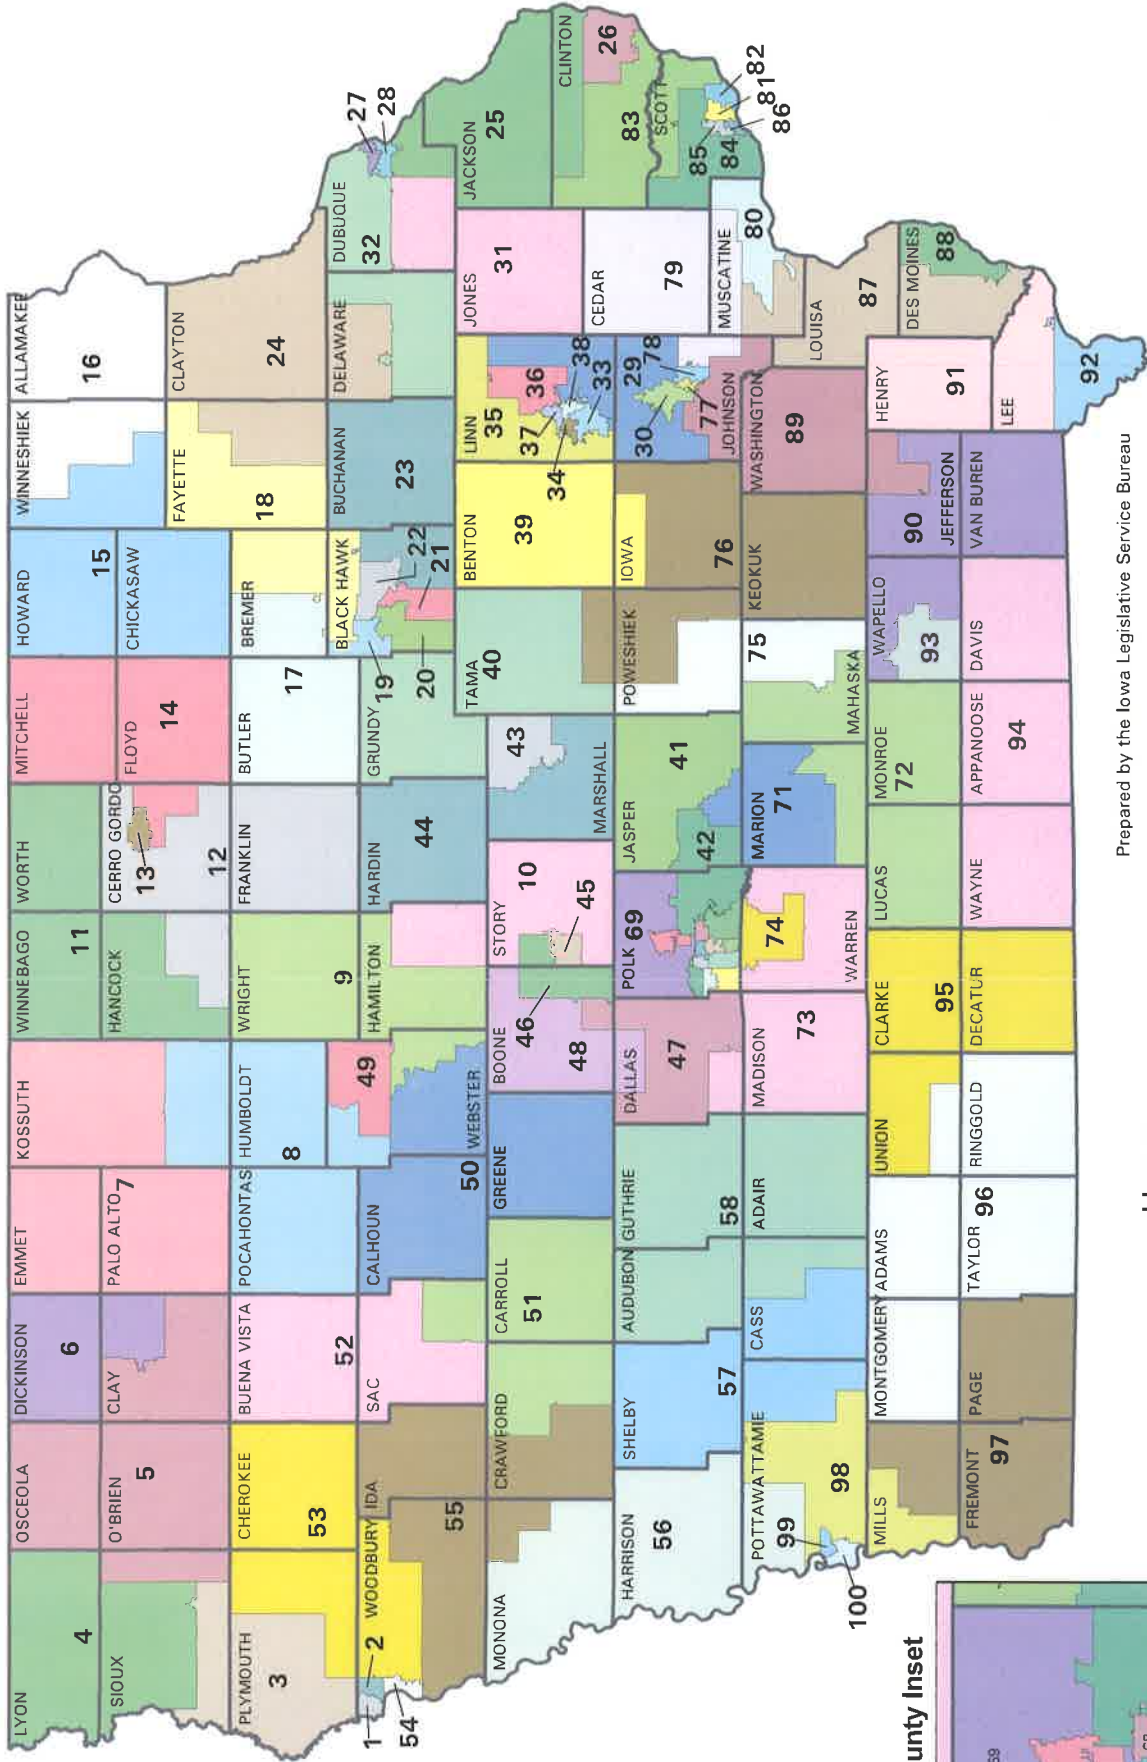 LYON
OSCEOLA
DICKINSON
EMMET
KOSSUTH
WINNEBAGO
WORTH
MITCHELL
HOWARD
WINNESHIEK
ALLAMAKEE
4
6
11
15
16
SIOUX
O'BRIEN
CLAY
PALO ALTO
HANCOCK
CERRO GORDO
FLOYD
CHICKASAW
5
7
13
14
12
CLAYTON
FAYETTE
24
18
PLYMOUTH
CHEROKEE
BUENA VISTA
POCAHONTAS
HUMBOLDT
WRIGHT
FRANKLIN
BUTLER
BREMER
3
53
52
8
9
17
BLACK HAWK
BUCHANAN
DELAWARE
DUBUQUE
27
28
32
1
2
WOODBURY
IDA
SAC
CALHOUN
49
HAMILTON
HARDIN
GRUNDY
19
22
23
54
55
50
WEBSTER
44
20
21
JACKSON
25
JONES
31
LINN
35
36
37
38
34
33
BENTON
39
TAMA
40
MONONA
CRAWFORD
CARROLL
51
GREENE
BOONE
46
48
STORY
10
45
43
MARSHALL
CLINTON
26
83
SCOTT
CEDAR
79
29
78
30
77
JOHNSON
IOWA
76
POWESHIEK
HARRISON
56
SHELBY
57
AUDUBON
GUTHRIE
58
DALLAS
47
POLK
69
JASPER
41
42
85
84
82
81
86
MUSCATINE
80
POTTAWATTAMIE
99
98
100
CASS
ADAIR
MADISON
73
74
WARREN
MARION
71
75
MAHASKA
KEOKUK
WASHINGTON
89
LOUISA
87
MILLS
MONTGOMERY
ADAMS
UNION
CLARKE
95
LUCAS
MONROE
72
WAPELLO
93
90
JEFFERSON
HENRY
91
DES MOINES
88
FREMONT
97
PAGE
TAYLOR
96
RINGGOLD
DECATUR
WAYNE
APPANOOSE
94
DAVIS
VAN BUREN
LEE
92
unty Inset
69
Prepared by the Iowa Legislative Service Bureau